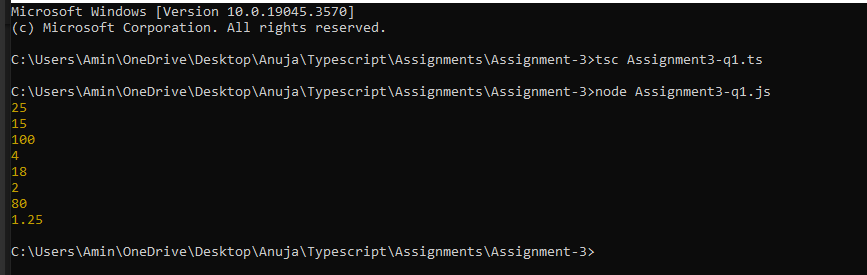 Microsoft Windows [Version 10.0.19045.3570]
(c) Microsoft Corporation. All rights reserved.
C:\Users\Amin\OneDrive\Desktop\Anuja\Typescript\Assignments\Assignment-3>tsc Assignment3-q1.ts
C:\Users\Amin\OneDrive\Desktop\Anuja\Typescript\Assignments\Assignment-3>node Assignment3-q1.js
25
15
100
4
18
2
80
1.25
C:\Users\Amin\OneDrive\Desktop\Anuja\Typescript\Assignments\Assignment-3>